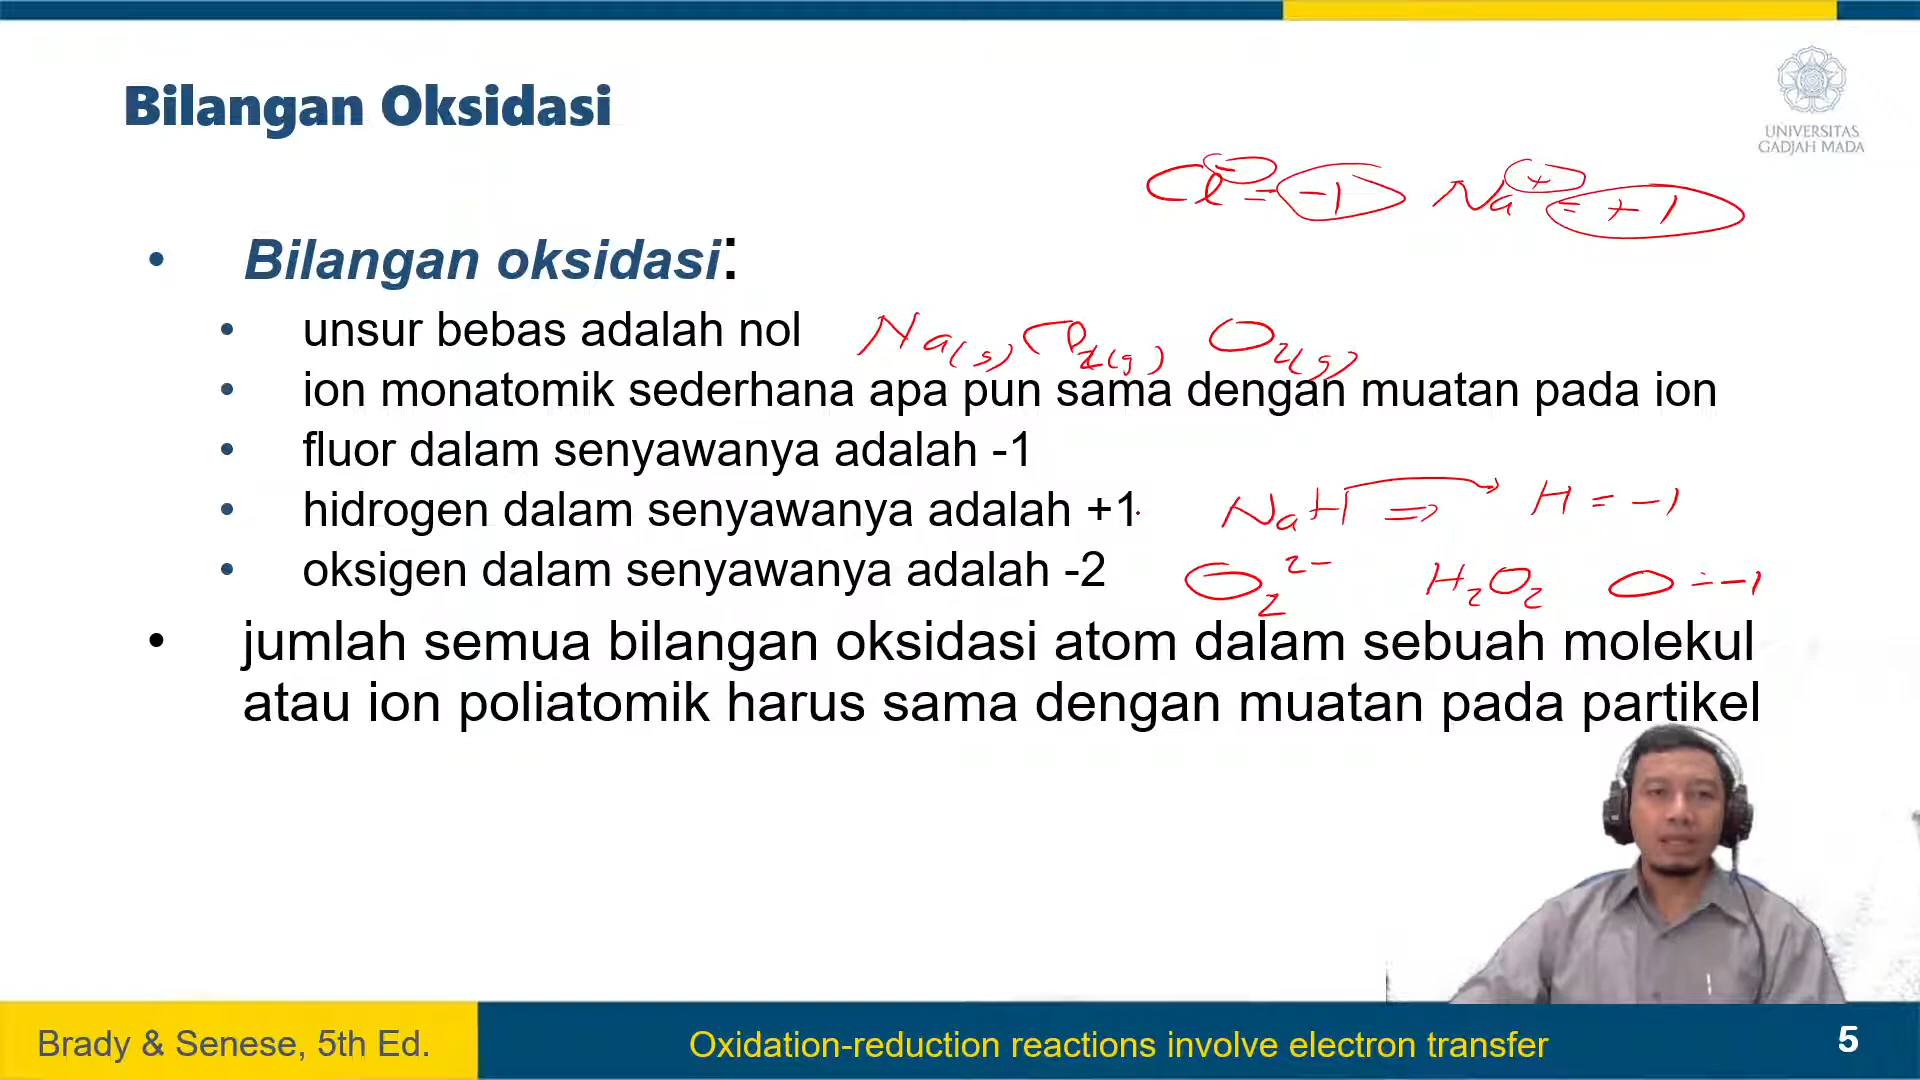 Bilangan Oksidasi
UNIVERSITAS
GADJAH MADA
Cl⁻ = -1 Na⁺ = +1
• Bilangan oksidasi:
• unsur bebas adalah nol Na(s) Cl₂(g) O₂(g)
• ion monatomik sederhana apa pun sama dengan muatan pada ion
• fluor dalam senyawanya adalah -1
• hidrogen dalam senyawanya adalah +1 NaH ⇒ H = -1
• oksigen dalam senyawanya adalah -2 O₂²⁻ H₂O₂ O = -1
• jumlah semua bilangan oksidasi atom dalam sebuah molekul
atau ion poliatomik harus sama dengan muatan pada partikel
Brady & Senese, 5th Ed.
Oxidation-reduction reactions involve electron transfer
5